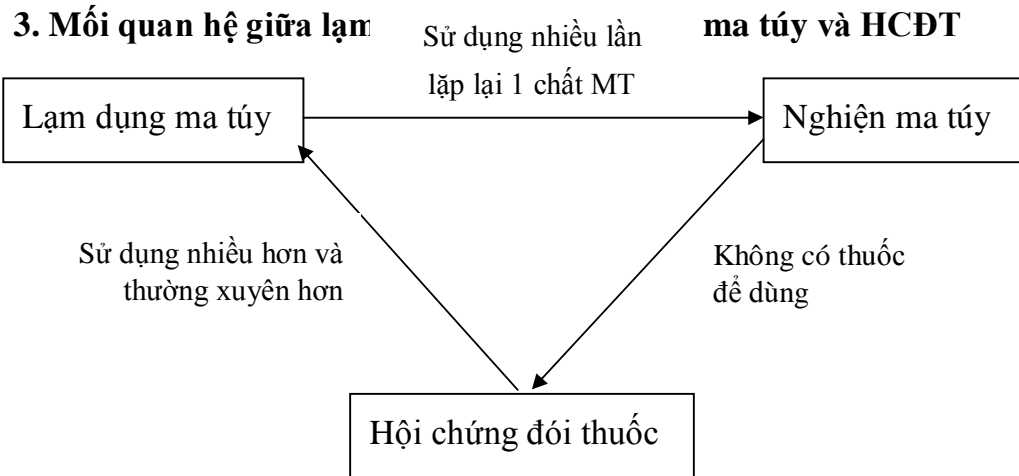 3. Mối quan hệ giữa lạm ma túy và HCĐT
Sử dụng nhiều lần
lặp lại 1 chất MT
Lạm dụng ma túy
Nghiện ma túy
Sử dụng nhiều hơn và
thường xuyên hơn
Không có thuốc
để dùng
Hội chứng đói thuốc